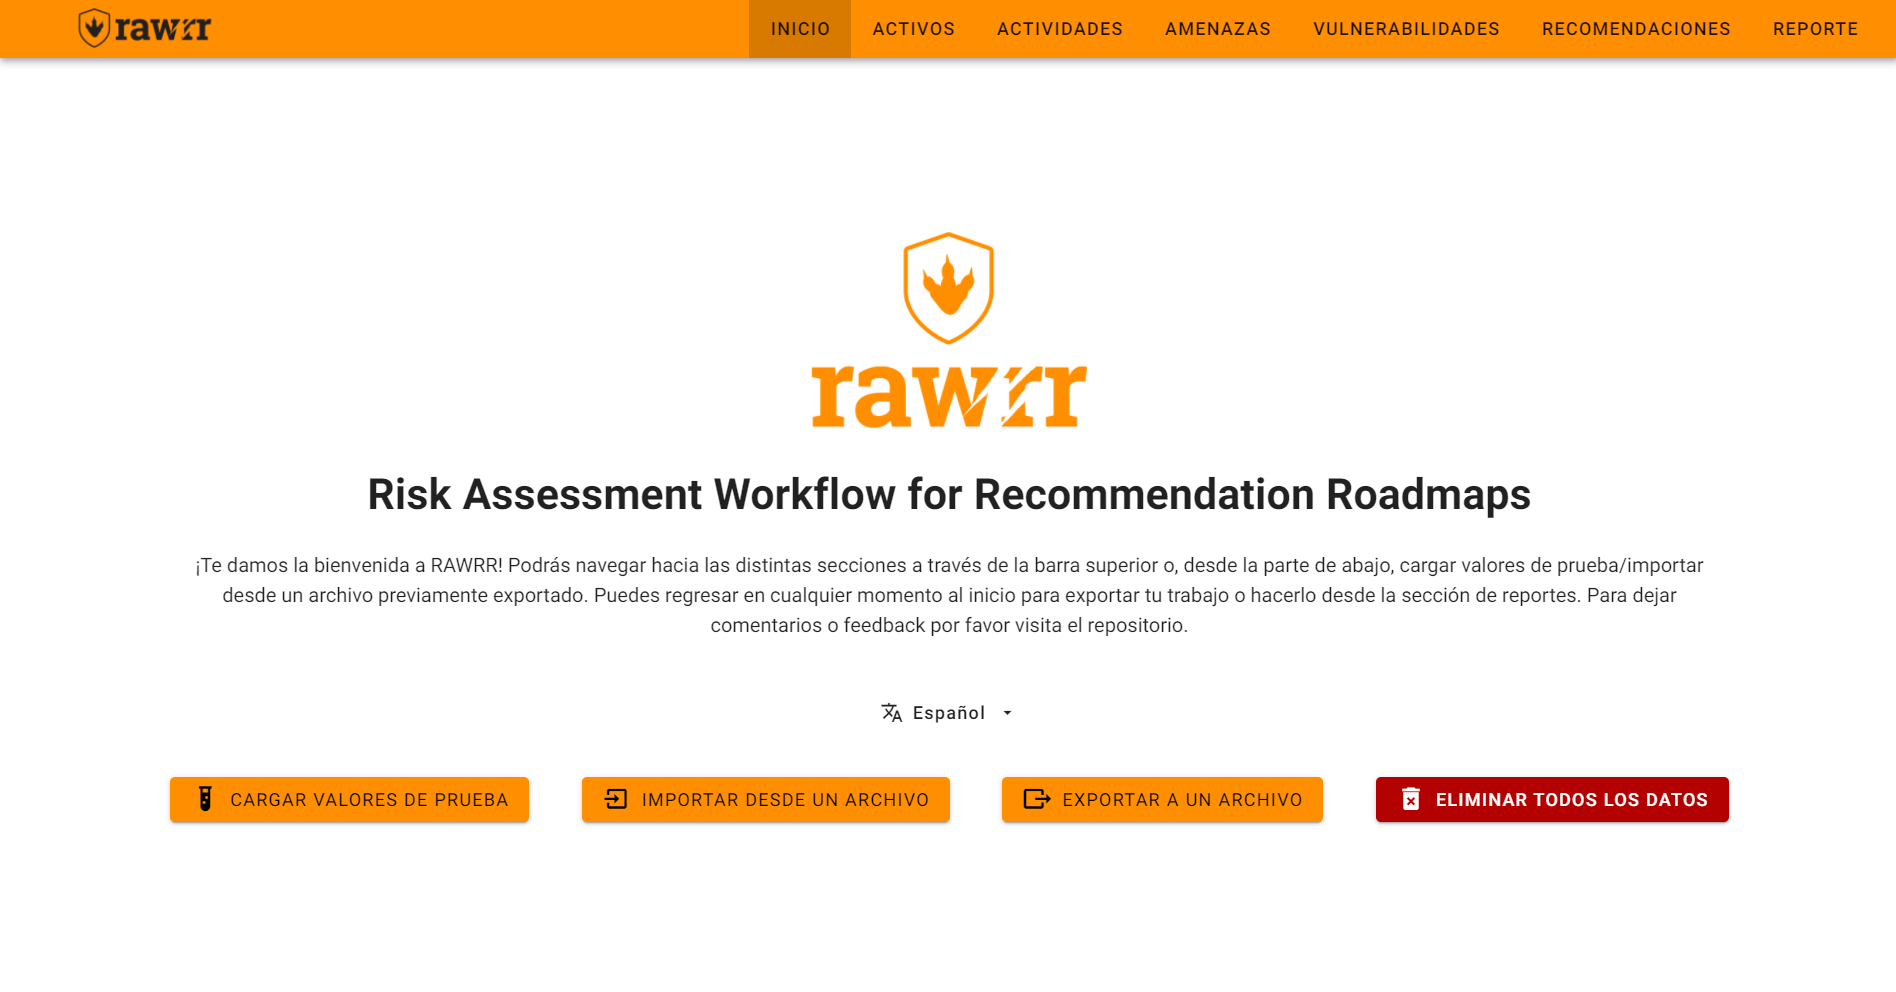 rawrr
INICIO
ACTIVOS
ACTIVIDADES
AMENAZAS
VULNERABILIDADES
RECOMENDACIONES
REPORTE
rawrr
Risk Assessment Workflow for Recommendation Roadmaps
¡Te damos la bienvenida a RAWRR! Podrás navegar hacia las distintas secciones a través de la barra superior o, desde la parte de abajo, cargar valores de prueba/importar
desde un archivo previamente exportado. Puedes regresar en cualquier momento al inicio para exportar tu trabajo o hacerlo desde la sección de reportes. Para dejar
comentarios o feedback por favor visita el repositorio.
Español
CARGAR VALORES DE PRUEBA
IMPORTAR DESDE UN ARCHIVO
EXPORTAR A UN ARCHIVO
ELIMINAR TODOS LOS DATOS